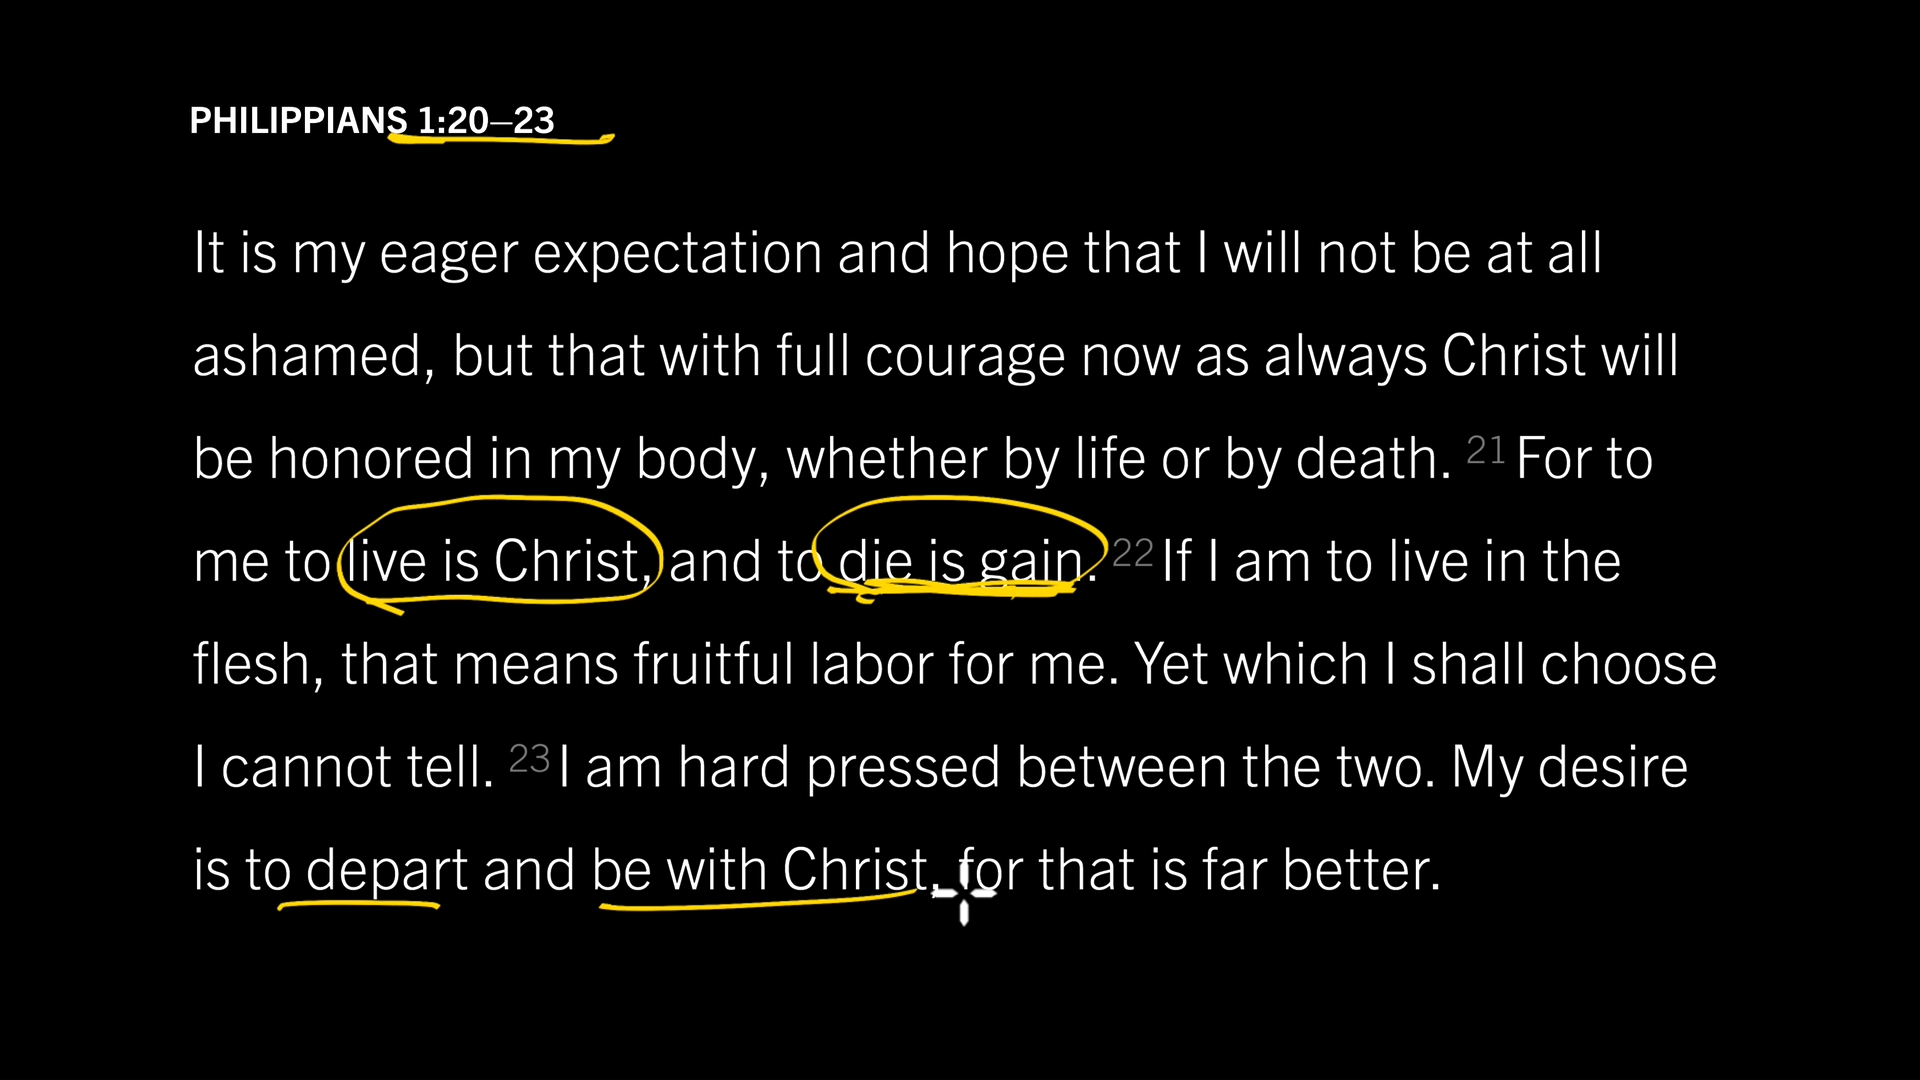 PHILIPPIANS 1:20–23
It is my eager expectation and hope that I will not be at all
ashamed, but that with full courage now as always Christ will
be honored in my body, whether by life or by death. 21 For to
me to live is Christ, and to die is gain. 22 If I am to live in the
flesh, that means fruitful labor for me. Yet which I shall choose
I cannot tell. 23 I am hard pressed between the two. My desire
is to depart and be with Christ, for that is far better.